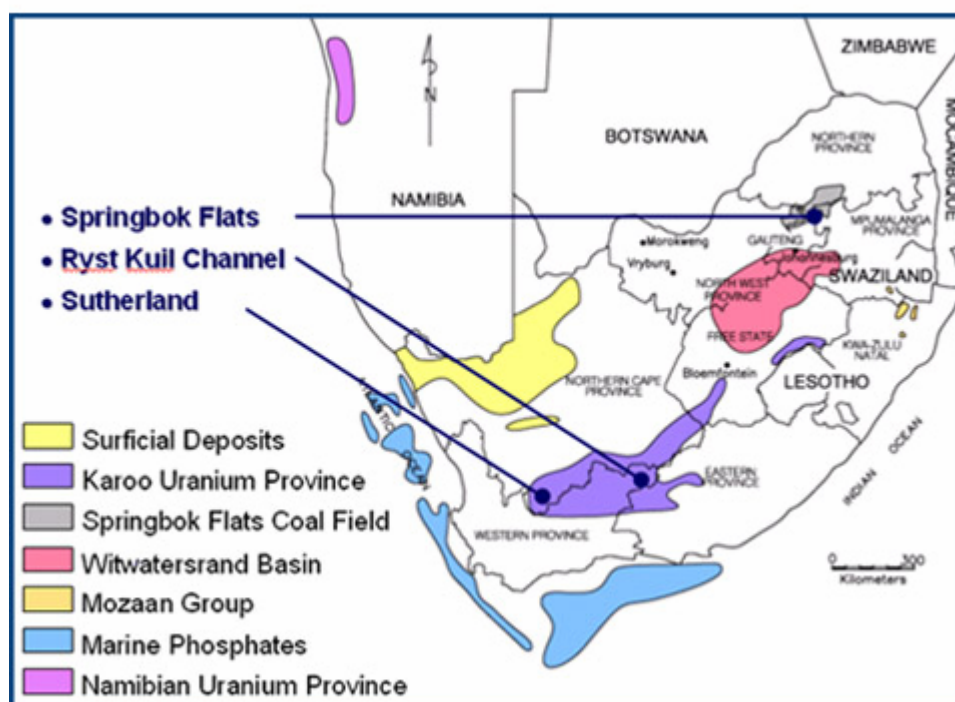 ZIMBABWE
MOCAMBIQUE
N
BOTSWANA
NORTHERN
PROVINCE
NAMIBIA
• Springbok Flats
• Ryst Kuil Channel
• Sutherland
MPUMALANGA
PROVINCE
Morokweng
GAUTENG
Johannesburg
Vryburg
SWAZILAND
NORTH WEST
PROVINCE
FREE STATE
KWA-ZULU
NATAL
Bloemfontein
NORTHERN CAPE
PROVINCE
LESOTHO
EASTERN
PROVINCE
WESTERN PROVINCE
INDIAN
OCEAN
Surficial Deposits
Karoo Uranium Province
Springbok Flats Coal Field
Witwatersrand Basin
Mozaan Group
Marine Phosphates
Namibian Uranium Province
0 300
Kilometers